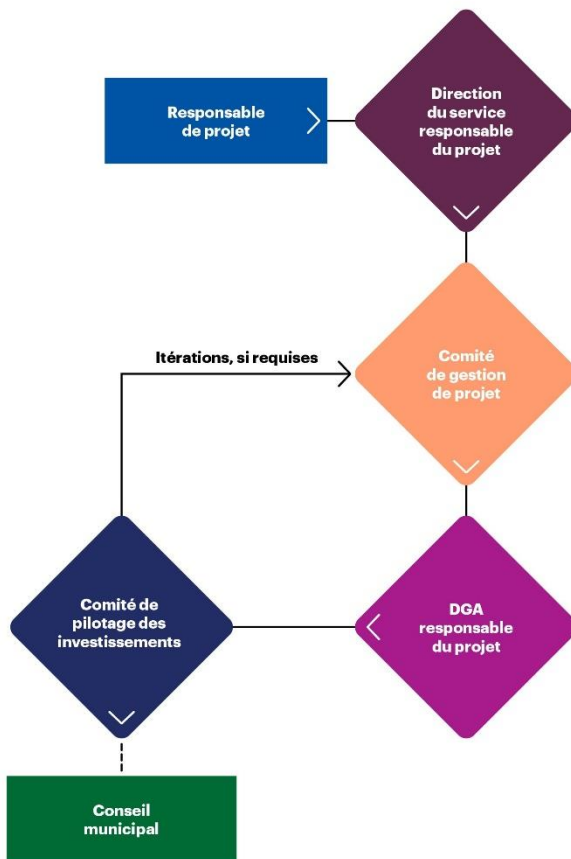 Responsable
de projet
Direction
du service
responsable
du projet
Itérations, si requises
Comité
de gestion
de projet
Comité de
pilotage des
investissements
DGA
responsable
du projet
Conseil
municipal